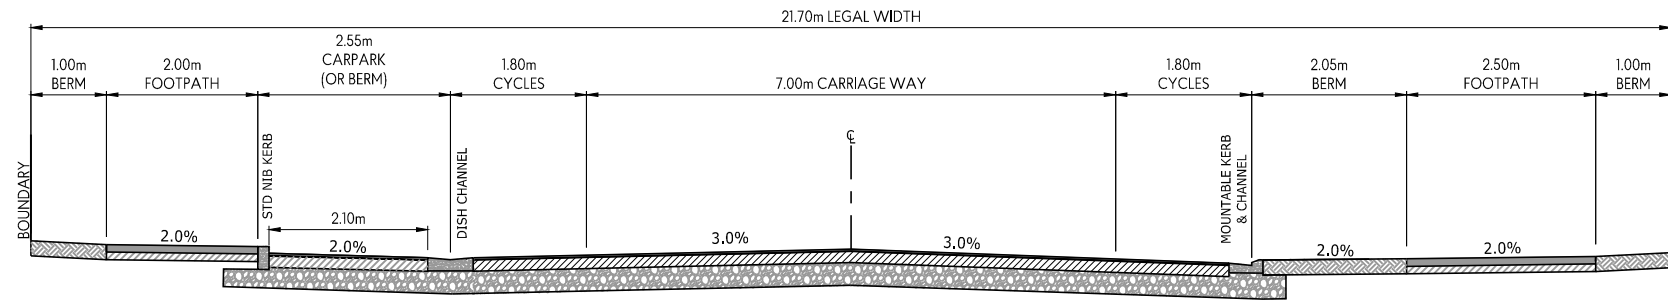 21.70m LEGAL WIDTH
1.00m
BERM
2.00m
FOOTPATH
2.55m
CARPARK
(OR BERM)
1.80m
CYCLES
7.00m CARRIAGE WAY
1.80m
CYCLES
2.05m
BERM
2.50m
FOOTPATH
1.00m
BERM
BOUNDARY
STD NIB KERB
DISH CHANNEL
℄
MOUNTABLE KERB
& CHANNEL
2.10m
2.0%
2.0%
3.0%
3.0%
2.0%
2.0%